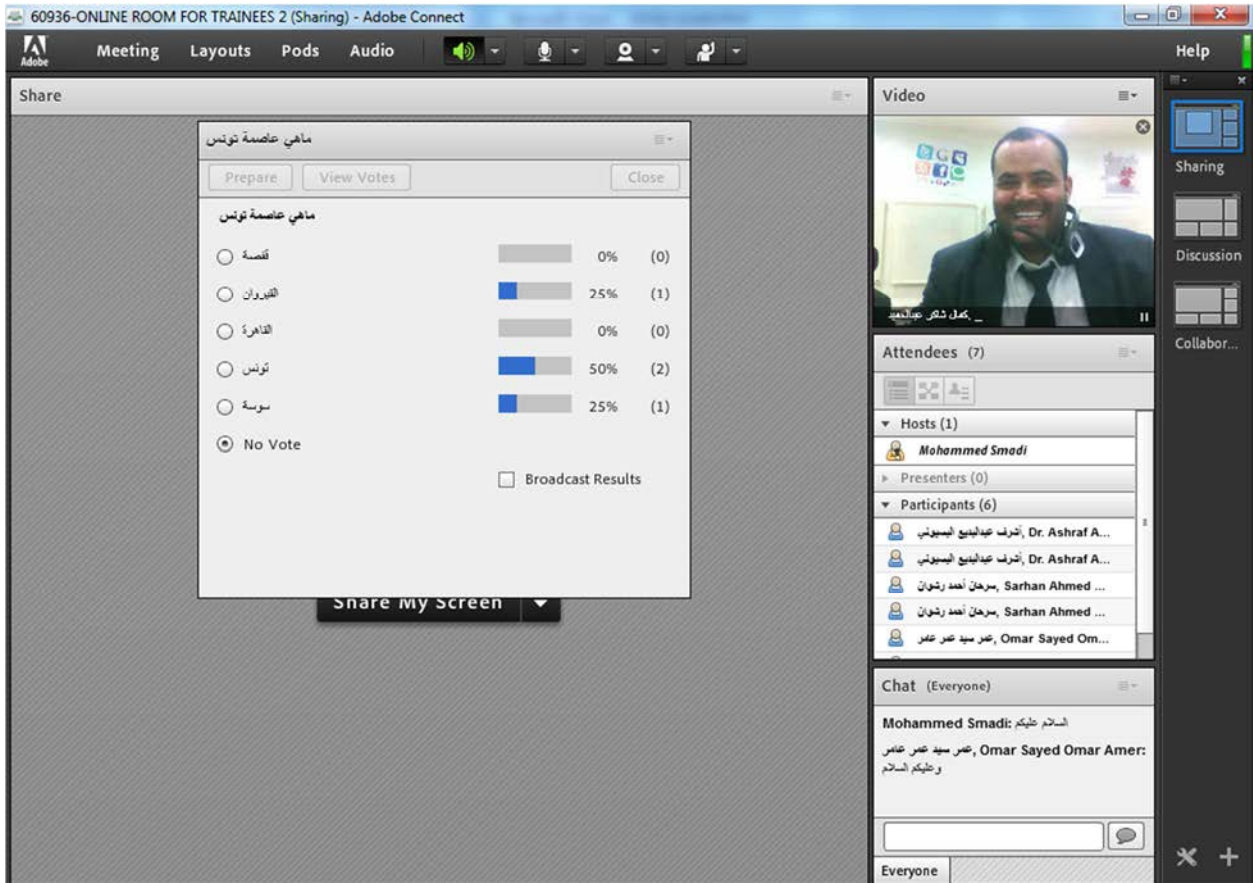 60936-ONLINE ROOM FOR TRAINEES 2 (Sharing) - Adobe Connect
Adobe
Meeting Layouts Pods Audio Help
Share
ماهي عاصمة تونس
Prepare View Votes Close
ماهي عاصمة تونس
قفصة 0% (0)
القيروان 25% (1)
القاهرة 0% (0)
تونس 50% (2)
سوسة 25% (1)
No Vote
Broadcast Results
Share My Screen
Video
كمال شاكر عبدالحميد, _
Attendees (7)
Hosts (1)
Mohammed Smadi
Presenters (0)
Participants (6)
أشرف عبدالبديع البسيوني, Dr. Ashraf A...
أشرف عبدالبديع البسيوني, Dr. Ashraf A...
سرحان أحمد رشوان, Sarhan Ahmed ...
سرحان أحمد رشوان, Sarhan Ahmed ...
عمر سيد عمر عامر, Omar Sayed Om...
Chat (Everyone)
Mohammed Smadi: السلام عليكم
عمر سيد عمر عامر, Omar Sayed Omar Amer:
وعليكم السلام
Everyone
Sharing
Discussion
Collabor...